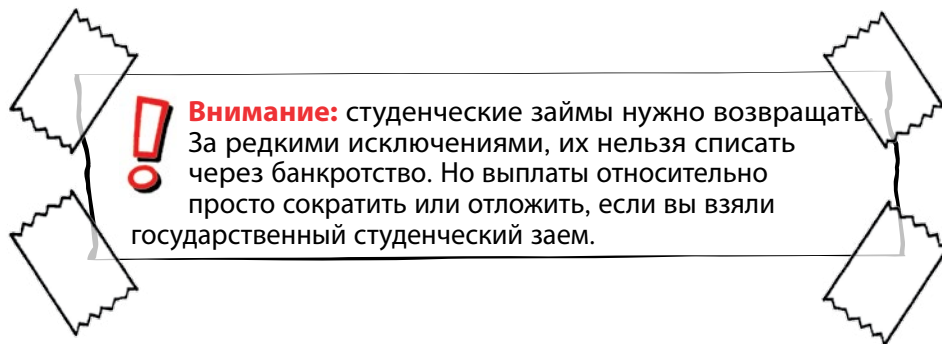 Внимание: студенческие займы нужно возвращать.
За редкими исключениями, их нельзя списать
через банкротство. Но выплаты относительно
просто сократить или отложить, если вы взяли
государственный студенческий заем.